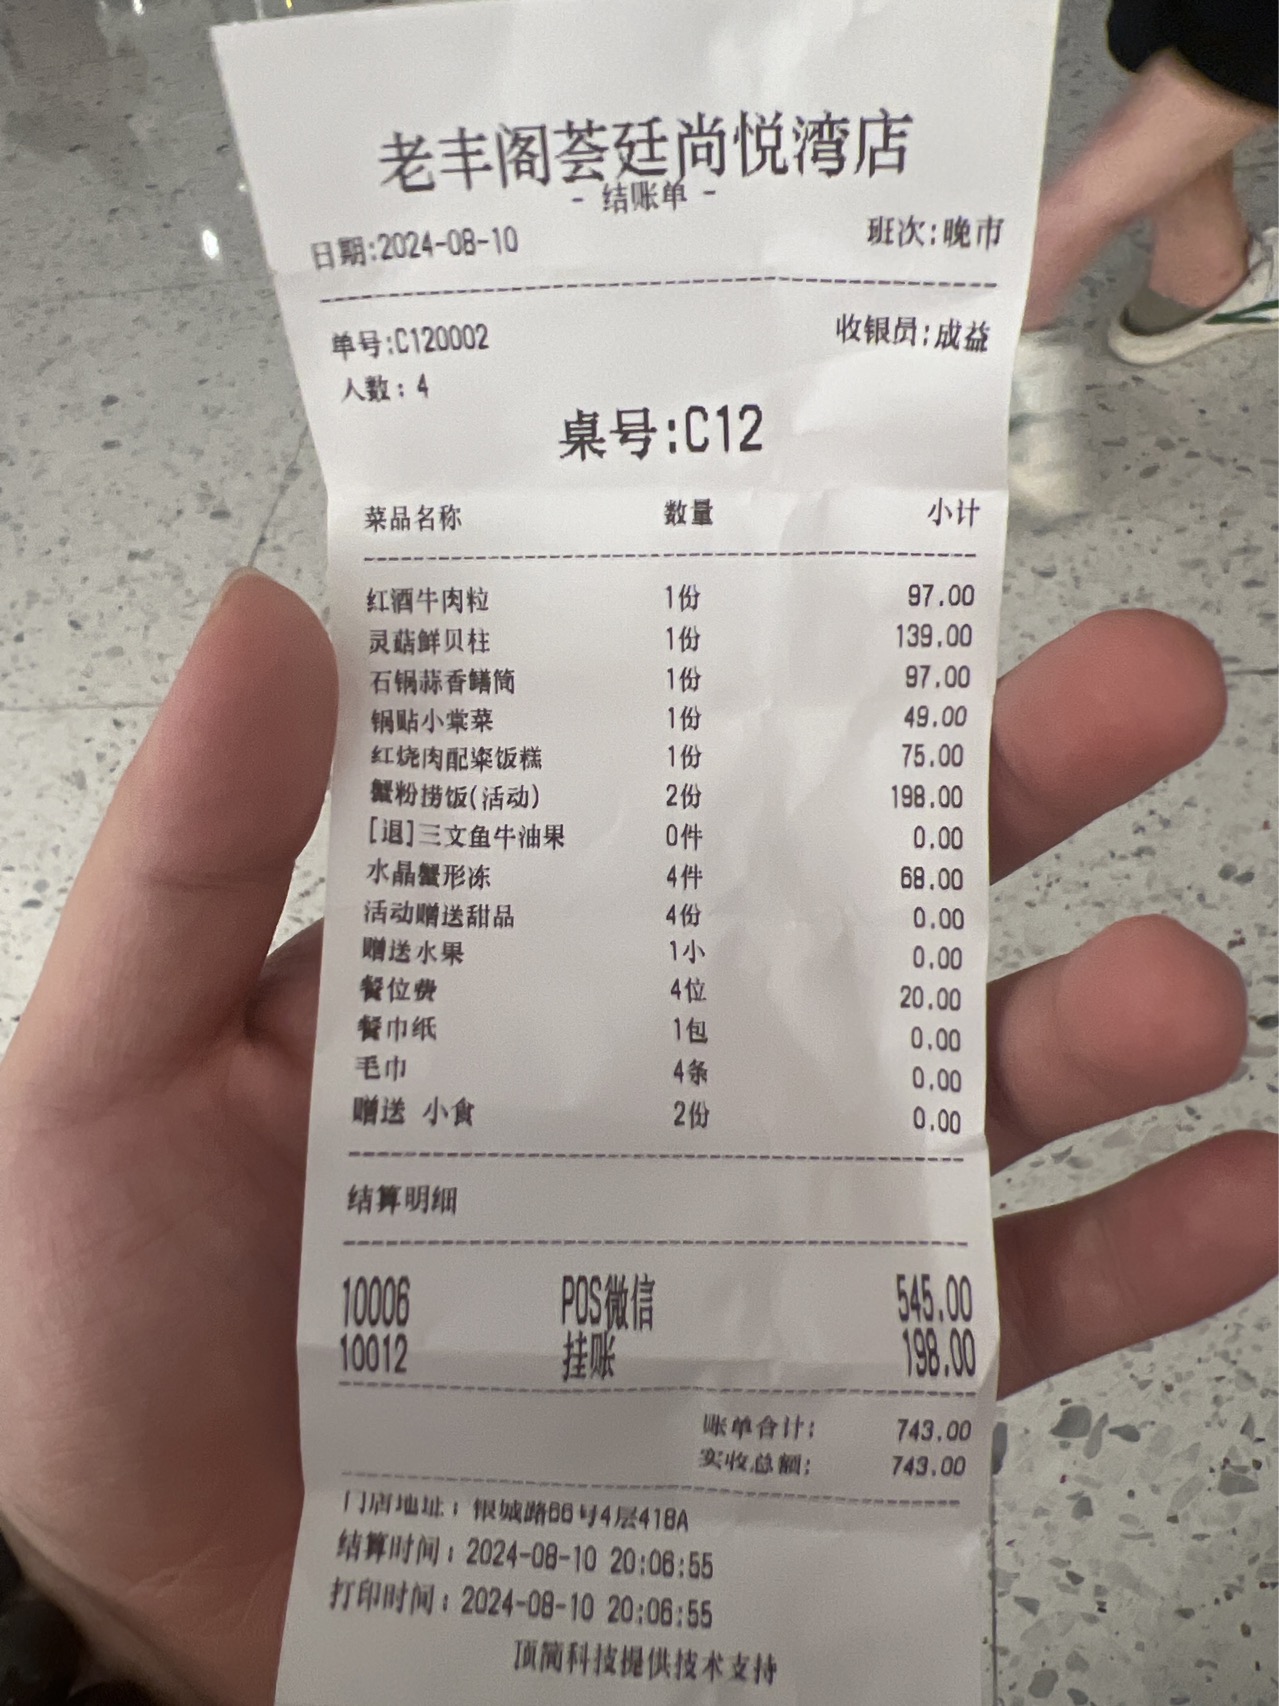 老丰阁荟廷尚悦湾店
- 结账单 -
日期:2024-08-10 班次:晚市
单号:C120002 收银员:成益
人数: 4
桌号:C12
菜品名称 数量 小计
红酒牛肉粒 1份 97.00
灵菇鲜贝柱 1份 139.00
石锅蒜香鳝筒 1份 97.00
锅贴小棠菜 1份 49.00
红烧肉配粢饭糕 1份 75.00
蟹粉捞饭(活动) 2份 198.00
[退]三文鱼牛油果 0件 0.00
水晶蟹形冻 4件 68.00
活动赠送甜品 4份 0.00
赠送水果 1小 0.00
餐位费 4位 20.00
餐巾纸 1包 0.00
毛巾 4条 0.00
赠送 小食 2份 0.00
结算明细
10006 POS微信 545.00
10012 挂账 198.00
账单合计: 743.00
实收总额: 743.00
门店地址: 银城路66号4层418A
结算时间: 2024-08-10 20:06:55
打印时间: 2024-08-10 20:06:55
顶简科技提供技术支持